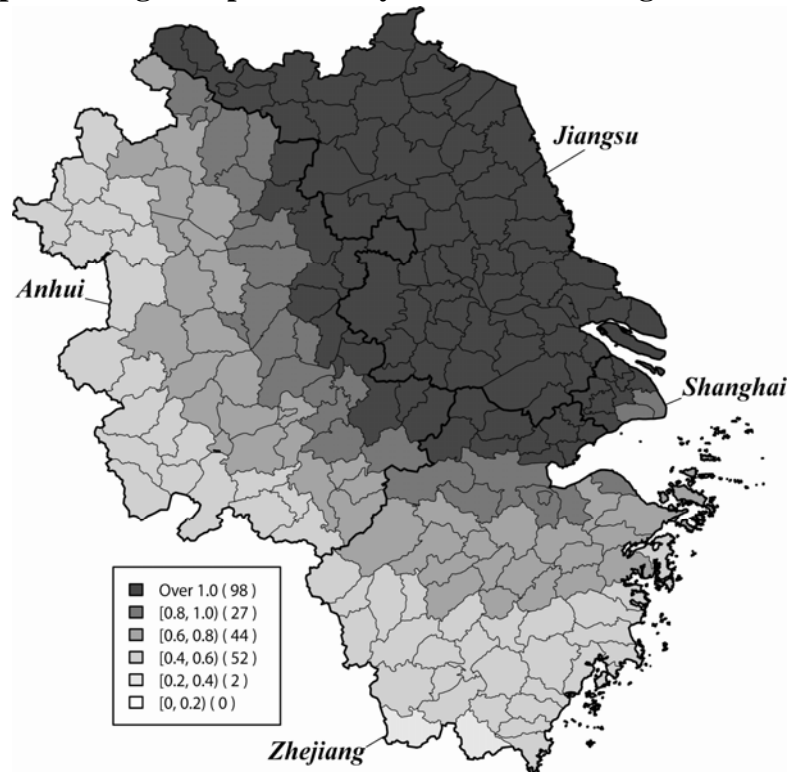 Jiangsu
Anhui
Shanghai
Over 1.0 ( 98 )
[0.8, 1.0) ( 27 )
[0.6, 0.8) ( 44 )
[0.4, 0.6) ( 52 )
[0.2, 0.4) ( 2 )
[0, 0.2) ( 0 )
Zhejiang